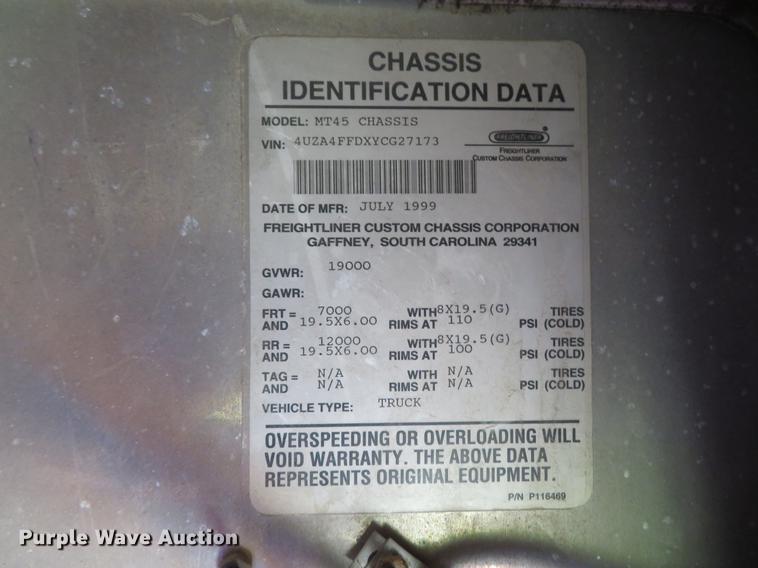 CHASSIS
IDENTIFICATION DATA
MODEL: MT45 CHASSIS
VIN: 4UZA4FFDXYCG27173
FREIGHTLINER
FREIGHTLINER
CUSTOM CHASSIS CORPORATION
DATE OF MFR: JULY 1999
FREIGHTLINER CUSTOM CHASSIS CORPORATION
GAFFNEY, SOUTH CAROLINA 29341
GVWR: 19000
GAWR:
FRT = 7000 WITH 8X19.5(G) TIRES
AND 19.5X6.00 RIMS AT 110 PSI (COLD)
RR = 12000 WITH 8X19.5(G) TIRES
AND 19.5X6.00 RIMS AT 100 PSI (COLD)
TAG = N/A WITH N/A TIRES
AND N/A RIMS AT N/A PSI (COLD)
VEHICLE TYPE: TRUCK
OVERSPEEDING OR OVERLOADING WILL
VOID WARRANTY. THE ABOVE DATA
REPRESENTS ORIGINAL EQUIPMENT.
P/N P116469
Purple Wave Auction